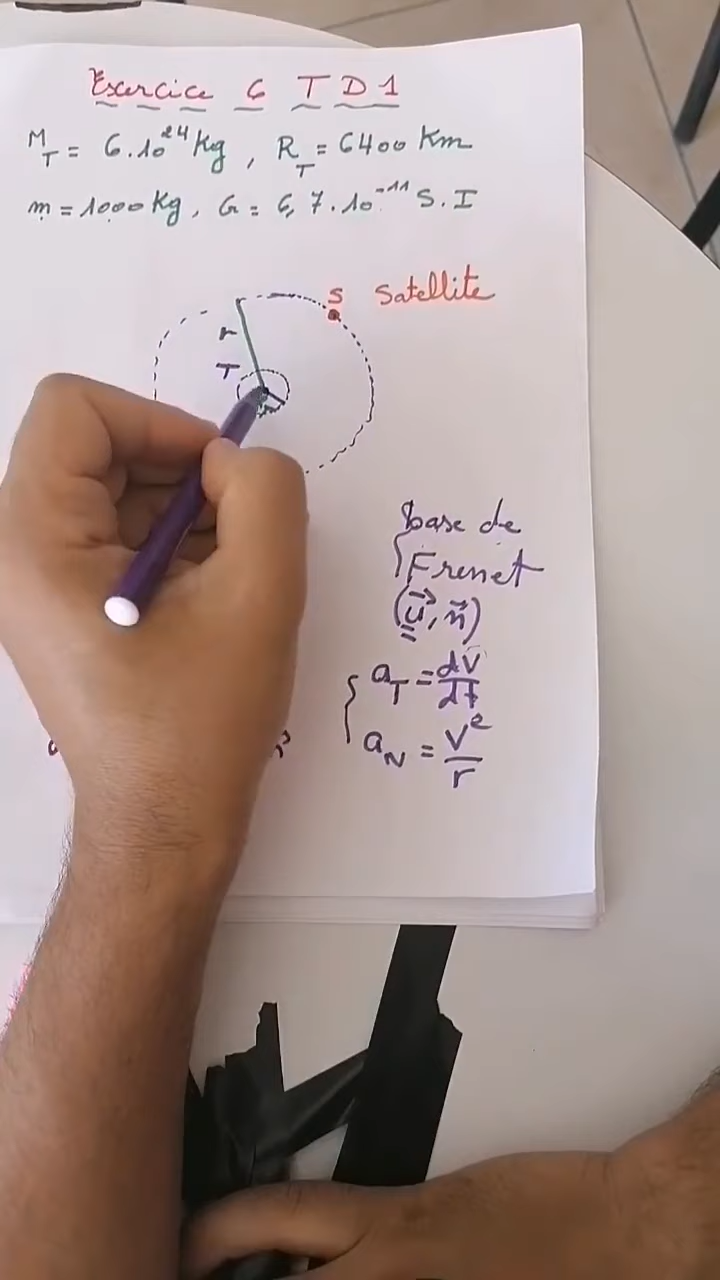 Exercice 6 TD1
M_T = 6.10^24 Kg, R_T = 6400 Km
m = 1000 Kg, G = 6,7.10^-11 S.I
S Satellite
r
T
base de
Frenet
(u⃗, n⃗)
a_T = dV/dt
a_N = V^2/r